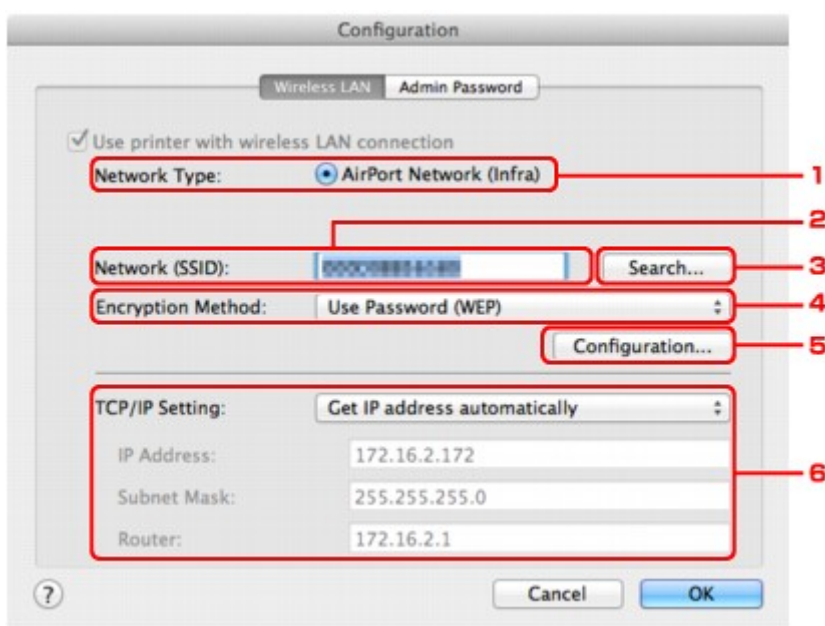 Configuration
Wireless LAN Admin Password
Use printer with wireless LAN connection
Network Type: AirPort Network (Infra) 1
2
Network (SSID): Search... 3
Encryption Method: Use Password (WEP) 4
Configuration... 5
TCP/IP Setting: Get IP address automatically
IP Address: 172.16.2.172
6
Subnet Mask: 255.255.255.0
Router: 172.16.2.1
? Cancel OK